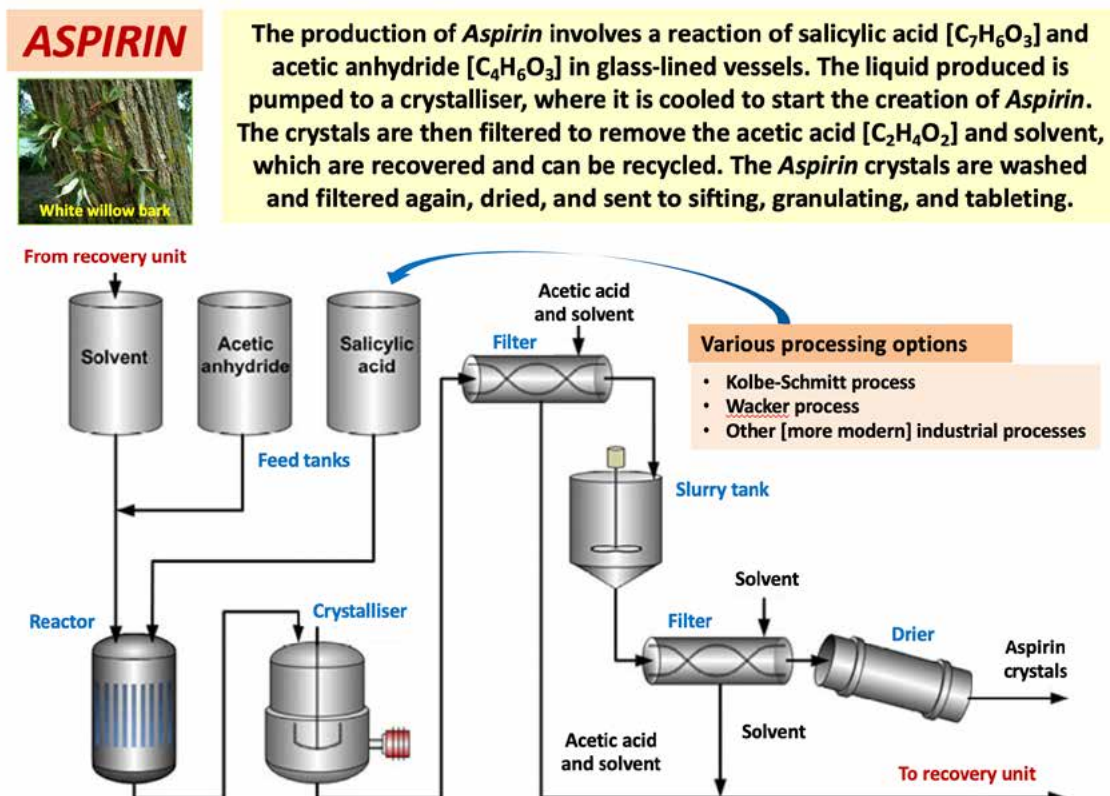 ASPIRIN
White willow bark
The production of Aspirin involves a reaction of salicylic acid [C₇H₆O₃] and
acetic anhydride [C₄H₆O₃] in glass-lined vessels. The liquid produced is
pumped to a crystalliser, where it is cooled to start the creation of Aspirin.
The crystals are then filtered to remove the acetic acid [C₂H₄O₂] and solvent,
which are recovered and can be recycled. The Aspirin crystals are washed
and filtered again, dried, and sent to sifting, granulating, and tableting.
From recovery unit
Solvent
Acetic
anhydride
Salicylic
acid
Feed tanks
Acetic acid
and solvent
Filter
Various processing options
• Kolbe-Schmitt process
• Wacker process
• Other [more modern] industrial processes
Slurry tank
Reactor
Crystalliser
Solvent
Filter
Drier
Aspirin
crystals
Acetic acid
and solvent
Solvent
To recovery unit